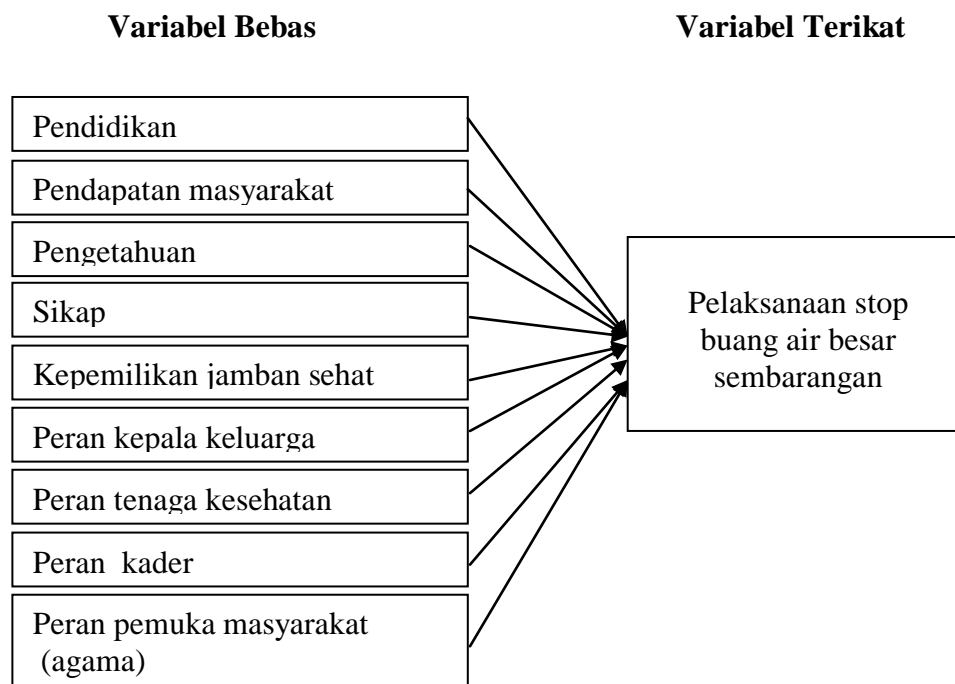 Variabel Bebas
Variabel Terikat
Pendidikan
Pendapatan masyarakat
Pengetahuan
Sikap
Kepemilikan jamban sehat
Peran kepala keluarga
Peran tenaga kesehatan
Peran kader
Peran pemuka masyarakat
(agama)
Pelaksanaan stop
buang air besar
sembarangan